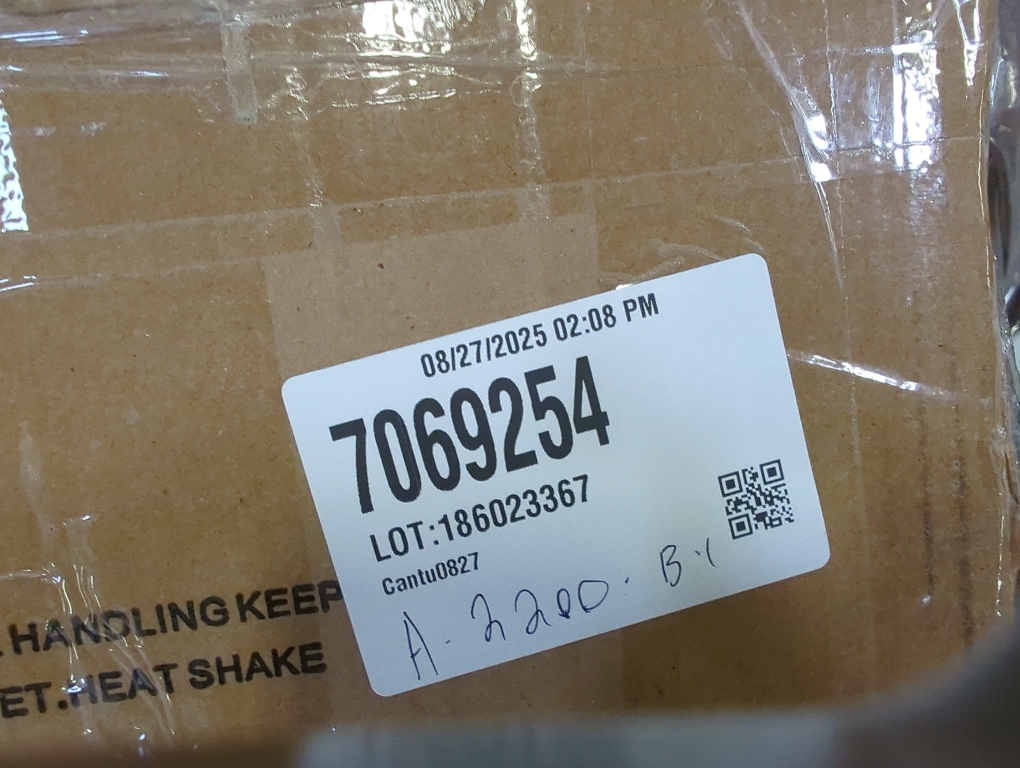 08/27/2025 02:08 PM
7069254
LOT:186023367
Cantu0827
A-2200-B-1
HANDLING KEEP
ET.HEAT SHAKE